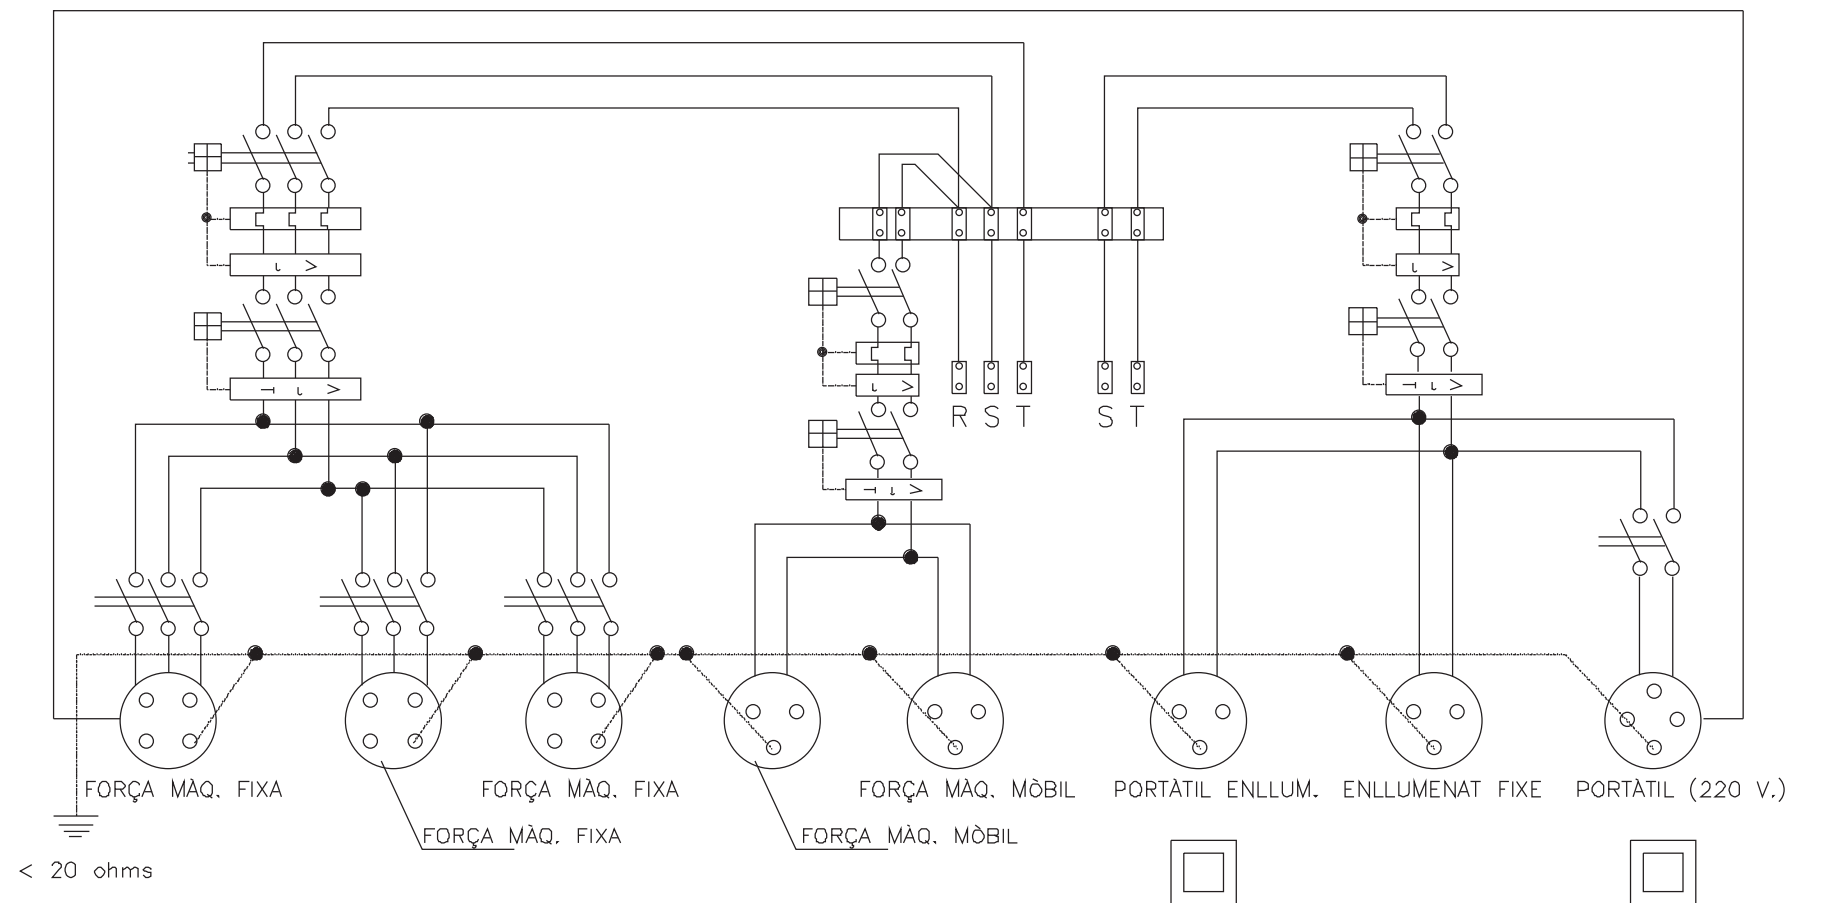 R S T S T
FORÇA MÀQ. FIXA
FORÇA MÀQ. FIXA
FORÇA MÀQ. MÒBIL
PORTÀTIL ENLLUM.
ENLLUMENAT FIXE
PORTÀTIL (220 V.)
FORÇA MÀQ. FIXA
FORÇA MÀQ. MÒBIL
< 20 ohms